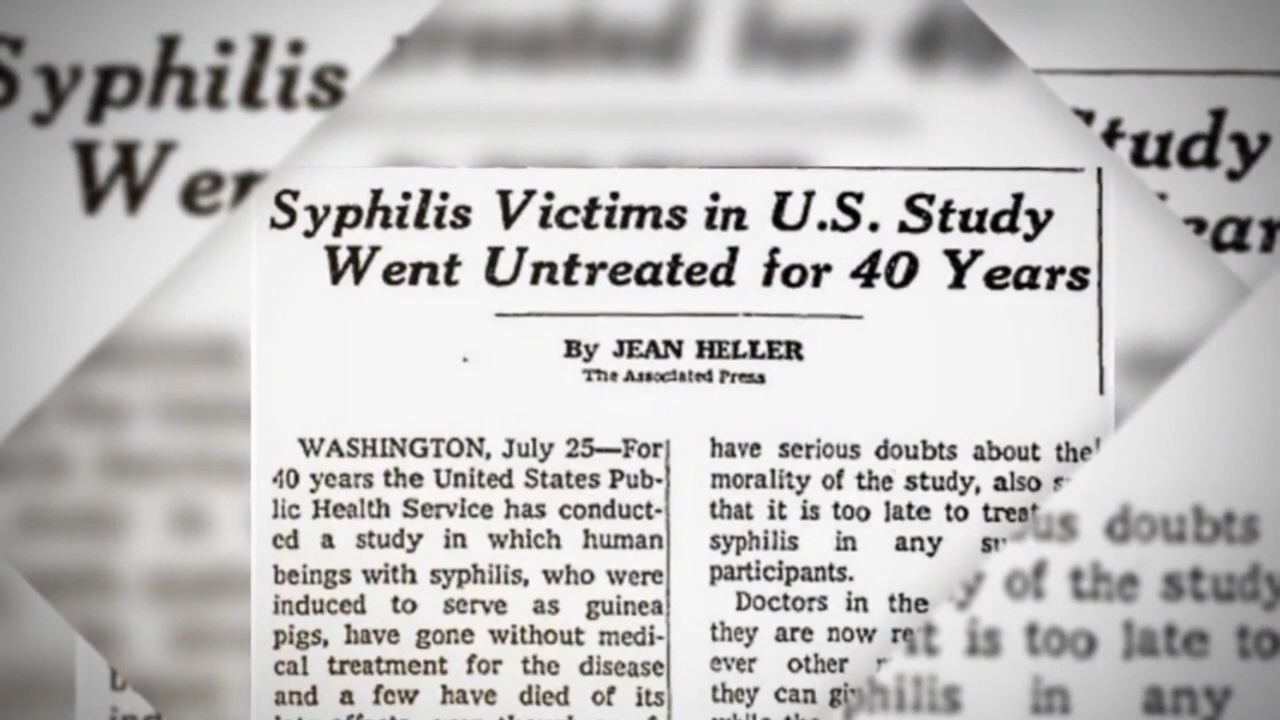 Syphilis
Study
Syphilis Victims in U.S. Study
Went Untreated for 40 Years
By JEAN HELLER
The Associated Press
WASHINGTON, July 25—For
40 years the United States Pub-
lic Health Service has conduct-
ed a study in which human
beings with syphilis, who were
induced to serve as guinea
pigs, have gone without medi-
cal treatment for the disease
and a few have died of its
have serious doubts about the
morality of the study, also
that it is too late to treat
syphilis in any
participants.
Doctors in the
they are now
ever other
they can
doubts
of the study
it is too late to
in any